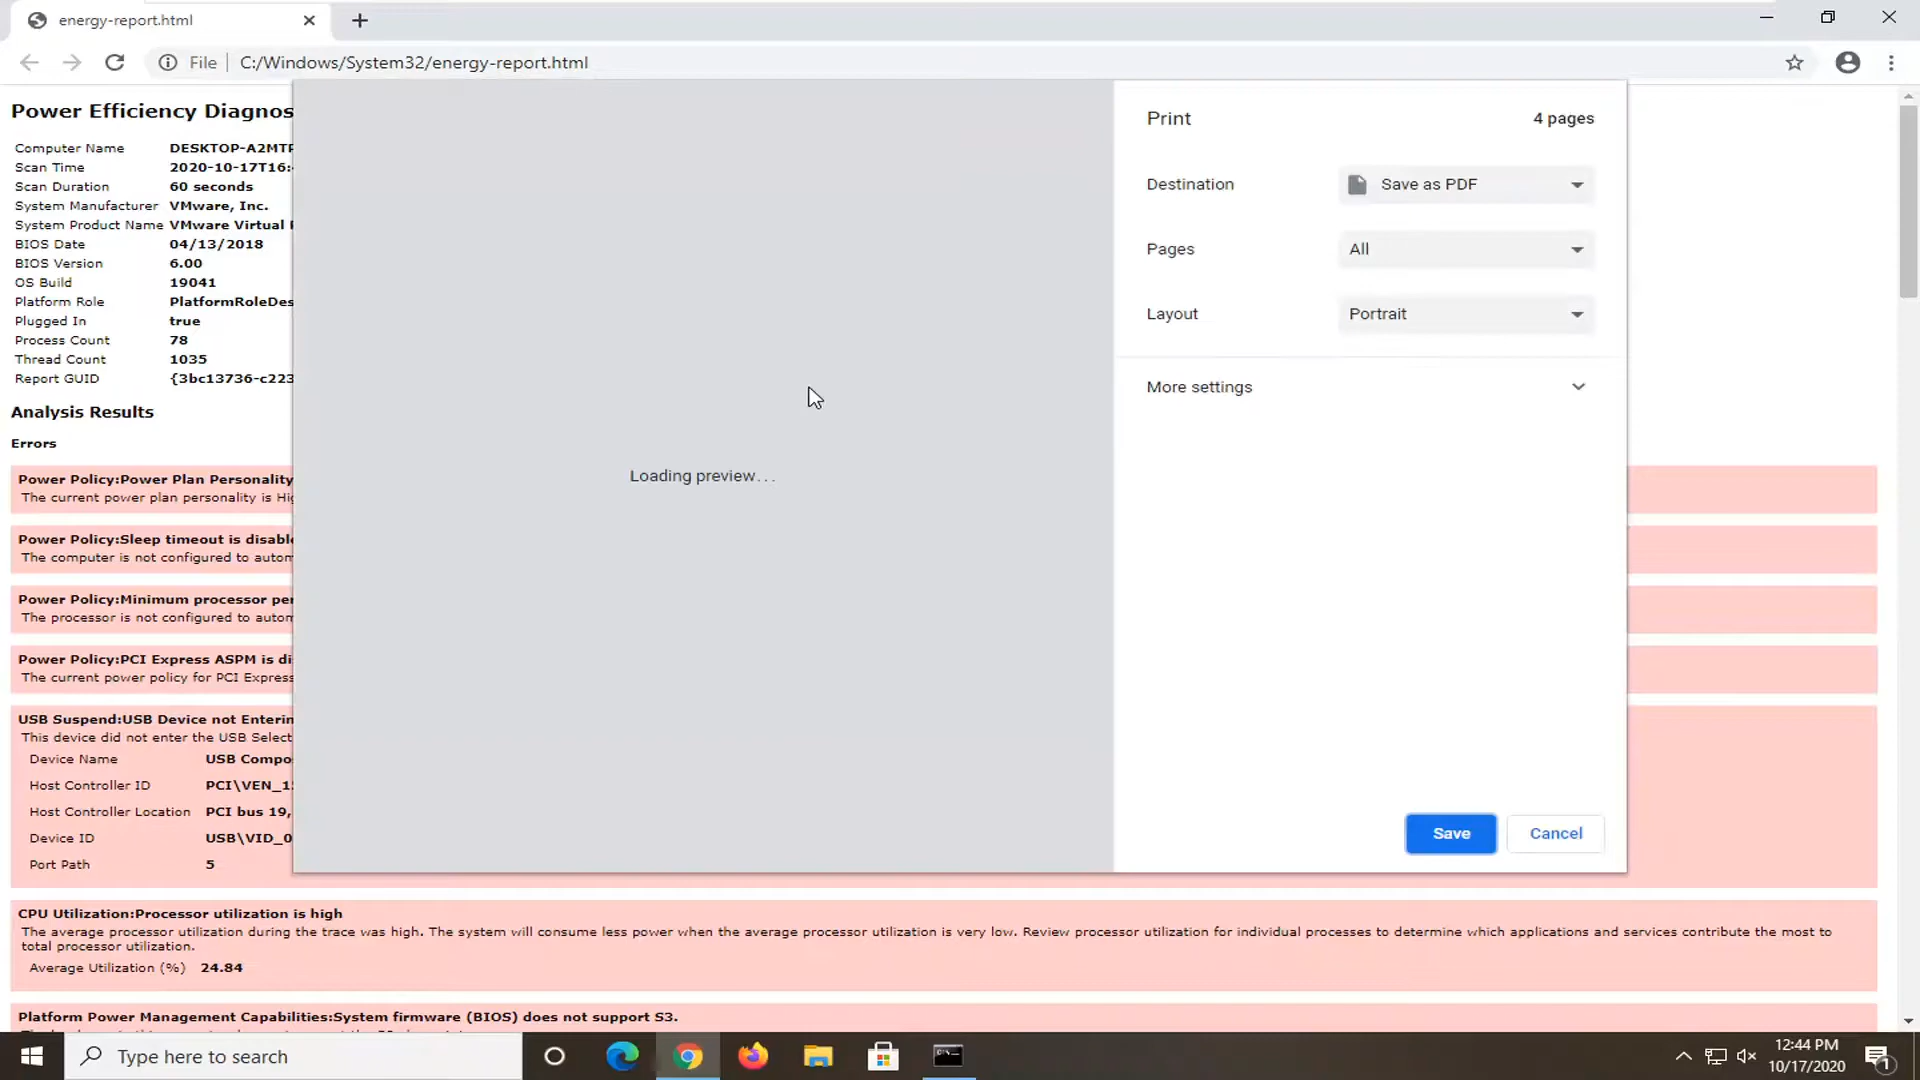 energy-report.html
File
C:/Windows/System32/energy-report.html
Power Efficiency Diagnos
Computer Name DESKTOP-A2MTP
Scan Time 2020-10-17T16:
Scan Duration 60 seconds
System Manufacturer VMware, Inc.
System Product Name VMware Virtual
BIOS Date 04/13/2018
BIOS Version 6.00
OS Build 19041
Platform Role PlatformRoleDes
Plugged In true
Process Count 78
Thread Count 1035
Report GUID {3bc13736-c223
Analysis Results
Errors
Power Policy:Power Plan Personality
The current power plan personality is Hig
Power Policy:Sleep timeout is disable
The computer is not configured to autom
Power Policy:Minimum processor per
The processor is not configured to autom
Power Policy:PCI Express ASPM is di
The current power policy for PCI Express
USB Suspend:USB Device not Enterin
This device did not enter the USB Select
Device Name USB Compo
Host Controller ID PCI\VEN_1
Host Controller Location PCI bus 19,
Device ID USB\VID_0
Port Path 5
CPU Utilization:Processor utilization is high
The average processor utilization during the trace was high. The system will consume less power when the average processor utilization is very low. Review processor utilization for individual processes to determine which applications and services contribute the most to
total processor utilization.
Average Utilization (%) 24.84
Platform Power Management Capabilities:System firmware (BIOS) does not support S3.
Loading preview...
Print 4 pages
Destination Save as PDF
Pages All
Layout Portrait
More settings
Save Cancel
Type here to search
12:44 PM
10/17/2020
1